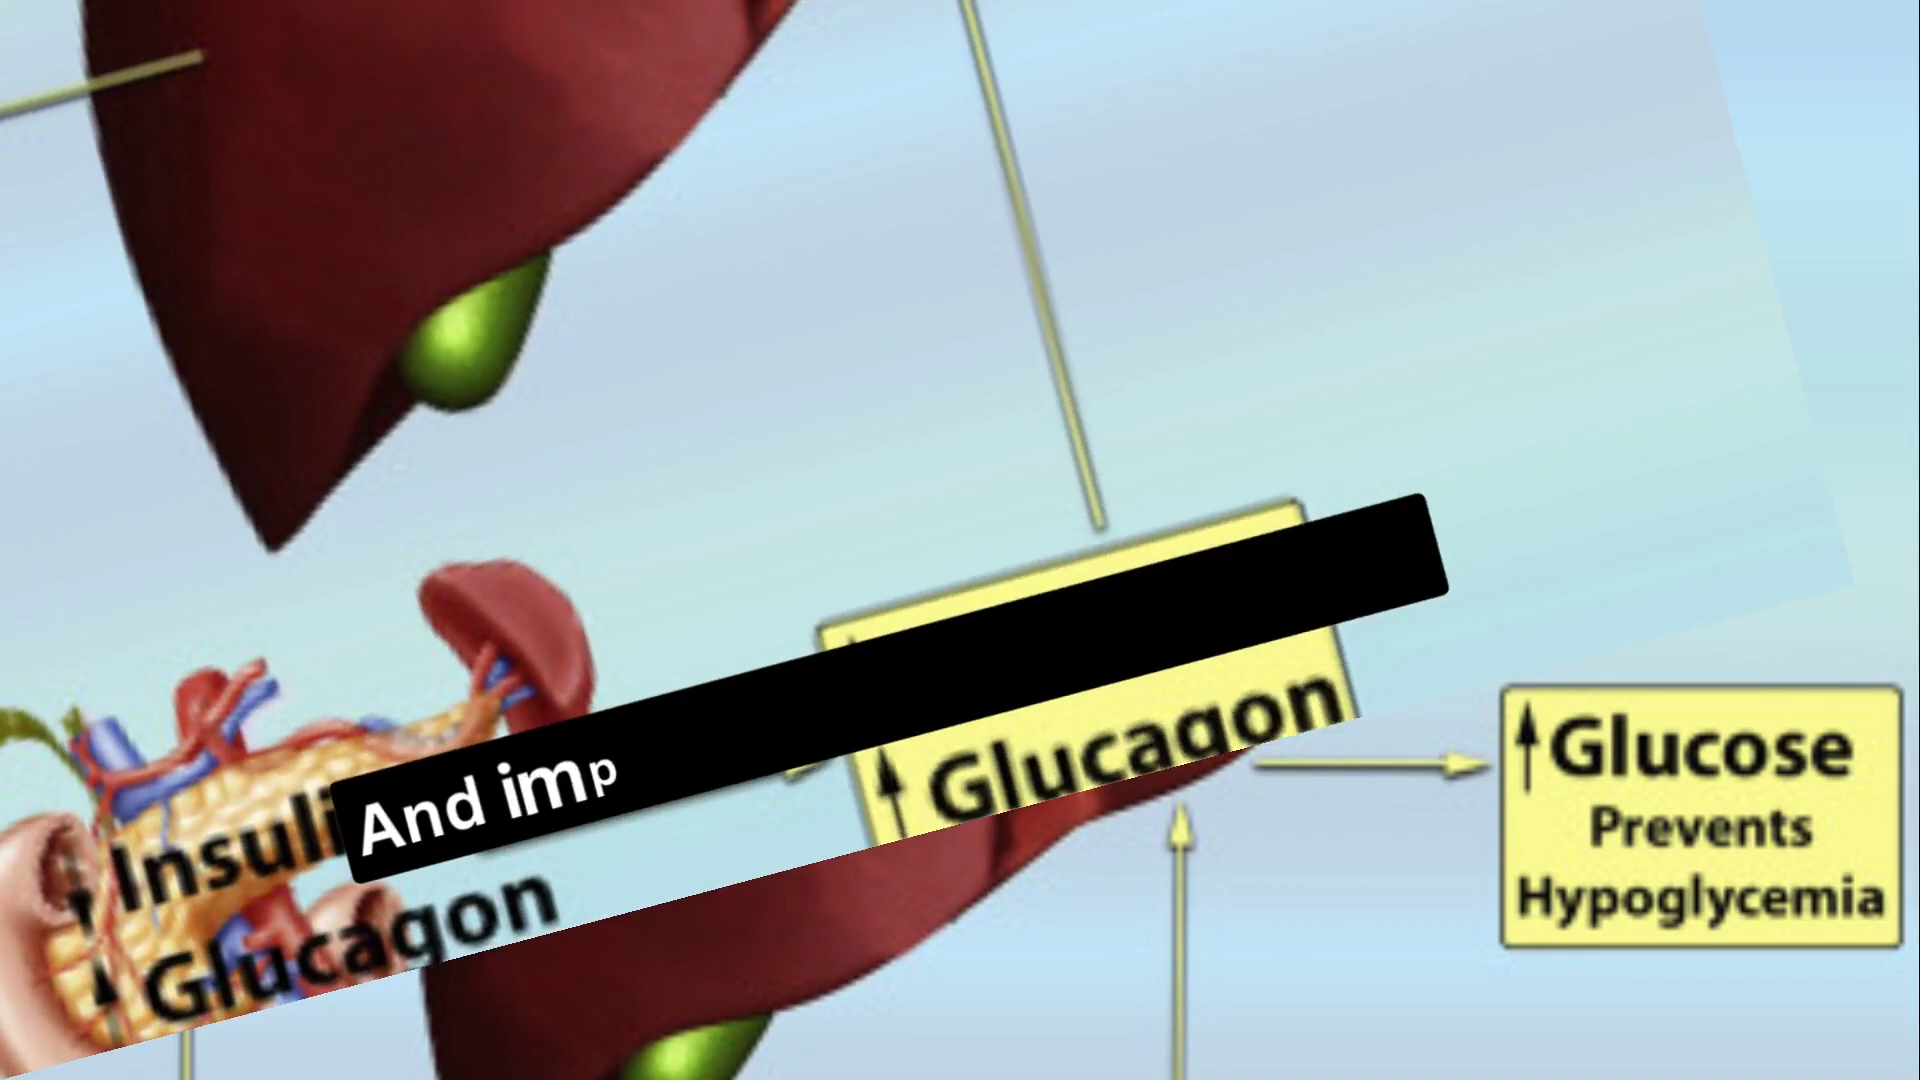 And imp
Insuli
Glucagon
Glucagon
Glucose
Prevents
Hypoglycemia